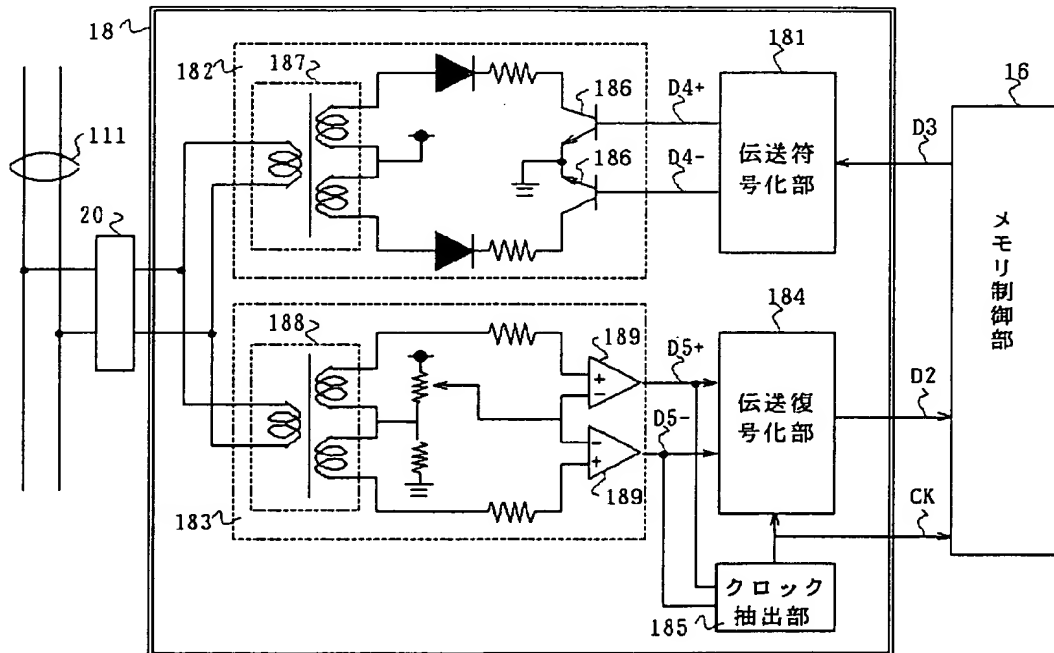 18
182
187
186
D4+
181
16
111
186
D4-
伝送符
号化部
D3
20
メモリ制御部
188
189
D5+
184
+
−
D5-
伝送復
号化部
D2
−
+
183
189
CK
クロック
抽出部
185